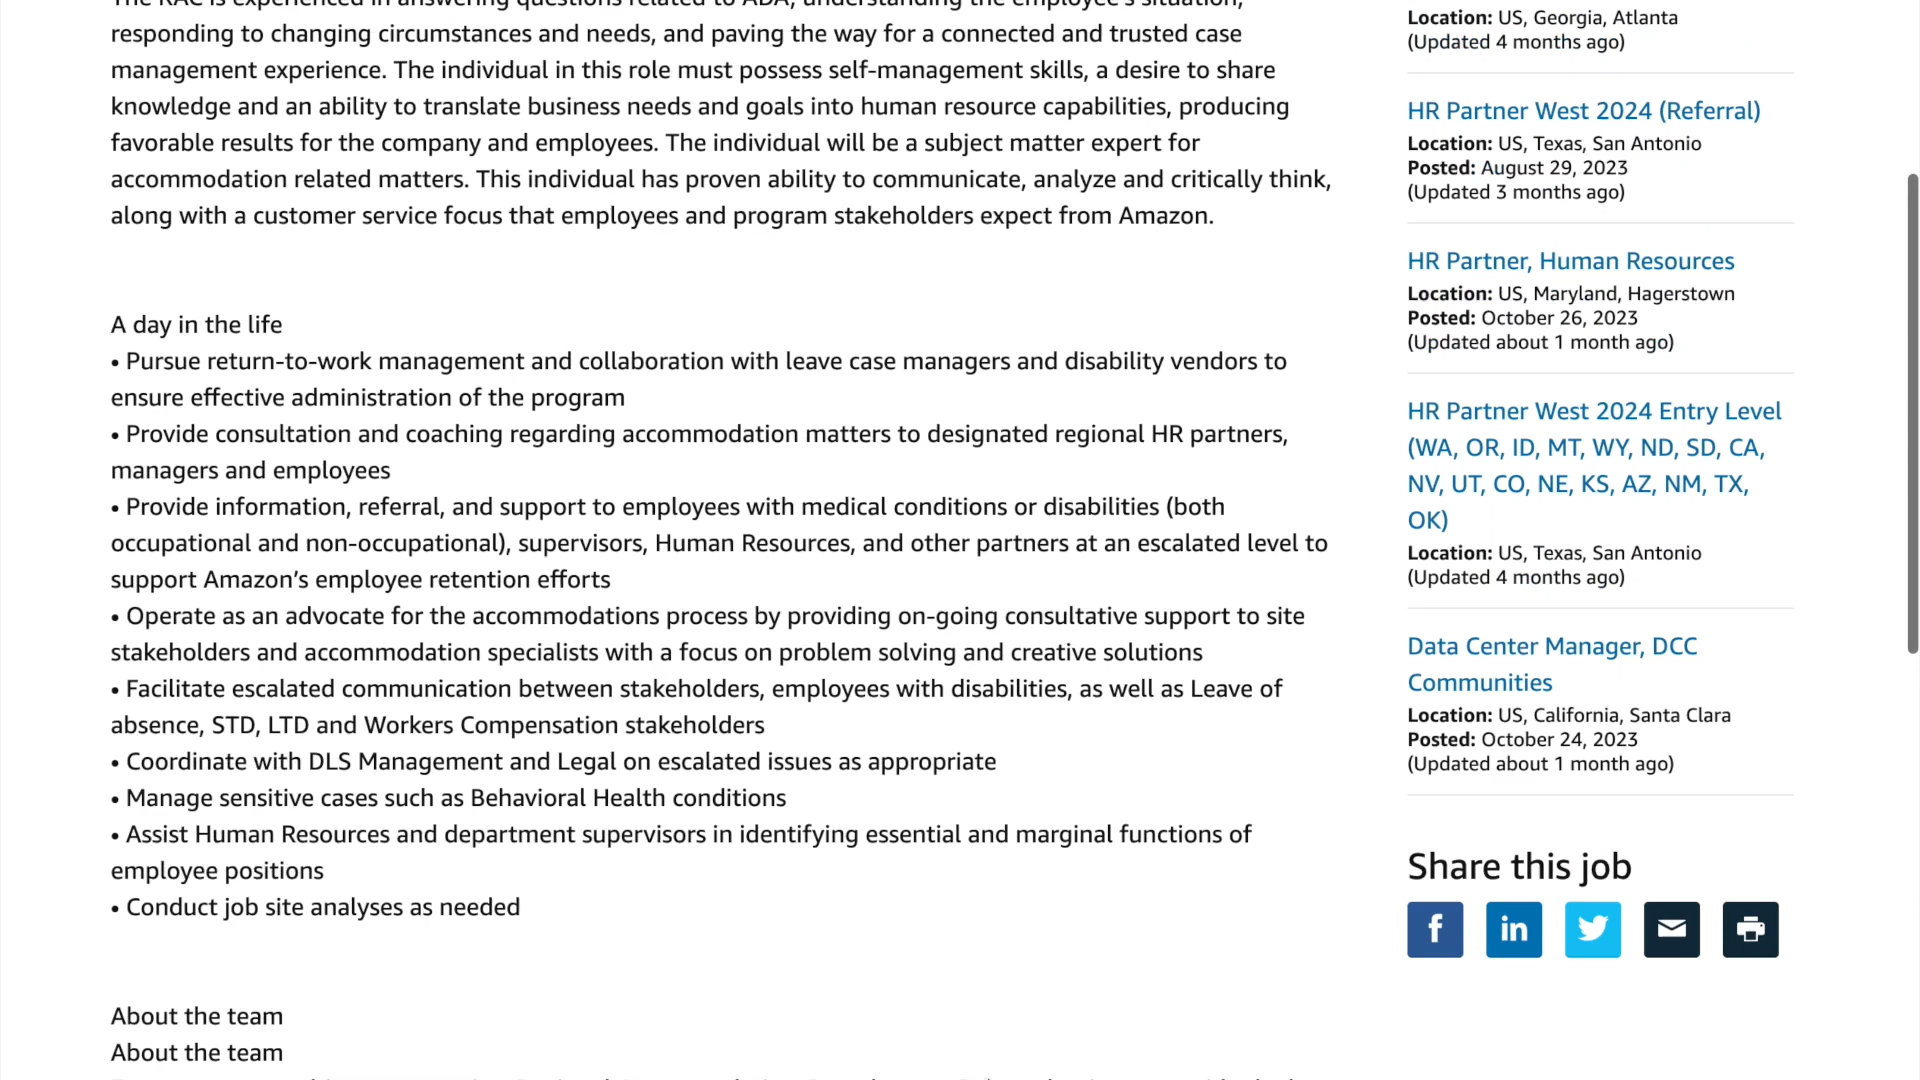 The RAC is experienced in answering questions related to ADA, understanding the employee's situation,
responding to changing circumstances and needs, and paving the way for a connected and trusted case
management experience. The individual in this role must possess self-management skills, a desire to share
knowledge and an ability to translate business needs and goals into human resource capabilities, producing
favorable results for the company and employees. The individual will be a subject matter expert for
accommodation related matters. This individual has proven ability to communicate, analyze and critically think,
along with a customer service focus that employees and program stakeholders expect from Amazon.
A day in the life
• Pursue return-to-work management and collaboration with leave case managers and disability vendors to
ensure effective administration of the program
• Provide consultation and coaching regarding accommodation matters to designated regional HR partners,
managers and employees
• Provide information, referral, and support to employees with medical conditions or disabilities (both
occupational and non-occupational), supervisors, Human Resources, and other partners at an escalated level to
support Amazon’s employee retention efforts
• Operate as an advocate for the accommodations process by providing on-going consultative support to site
stakeholders and accommodation specialists with a focus on problem solving and creative solutions
• Facilitate escalated communication between stakeholders, employees with disabilities, as well as Leave of
absence, STD, LTD and Workers Compensation stakeholders
• Coordinate with DLS Management and Legal on escalated issues as appropriate
• Manage sensitive cases such as Behavioral Health conditions
• Assist Human Resources and department supervisors in identifying essential and marginal functions of
employee positions
• Conduct job site analyses as needed
About the team
About the team
Location: US, Georgia, Atlanta
(Updated 4 months ago)
HR Partner West 2024 (Referral)
Location: US, Texas, San Antonio
Posted: August 29, 2023
(Updated 3 months ago)
HR Partner, Human Resources
Location: US, Maryland, Hagerstown
Posted: October 26, 2023
(Updated about 1 month ago)
HR Partner West 2024 Entry Level
(WA, OR, ID, MT, WY, ND, SD, CA,
NV, UT, CO, NE, KS, AZ, NM, TX,
OK)
Location: US, Texas, San Antonio
(Updated 4 months ago)
Data Center Manager, DCC
Communities
Location: US, California, Santa Clara
Posted: October 24, 2023
(Updated about 1 month ago)
Share this job
f
in